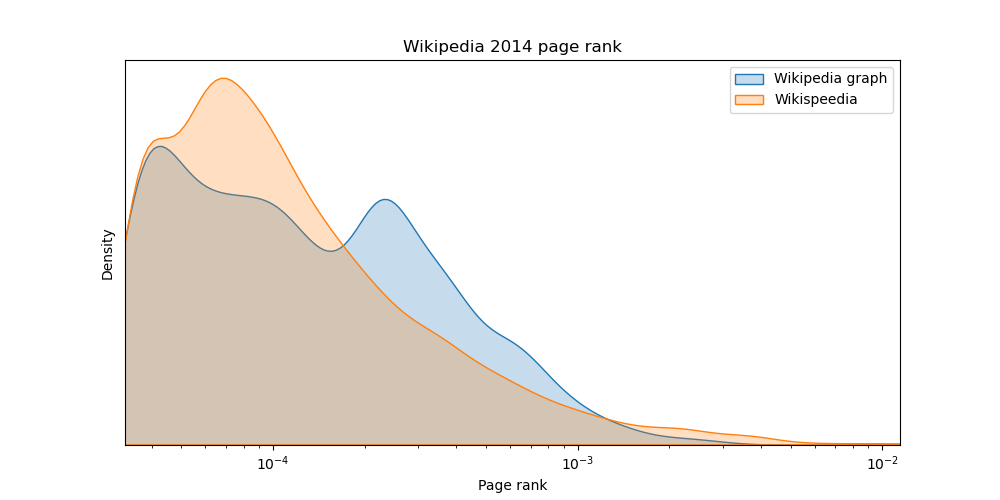 Wikipedia 2014 page rank
Wikipedia graph
Wikispeedia
Density
10⁻⁴
10⁻³
10⁻²
Page rank